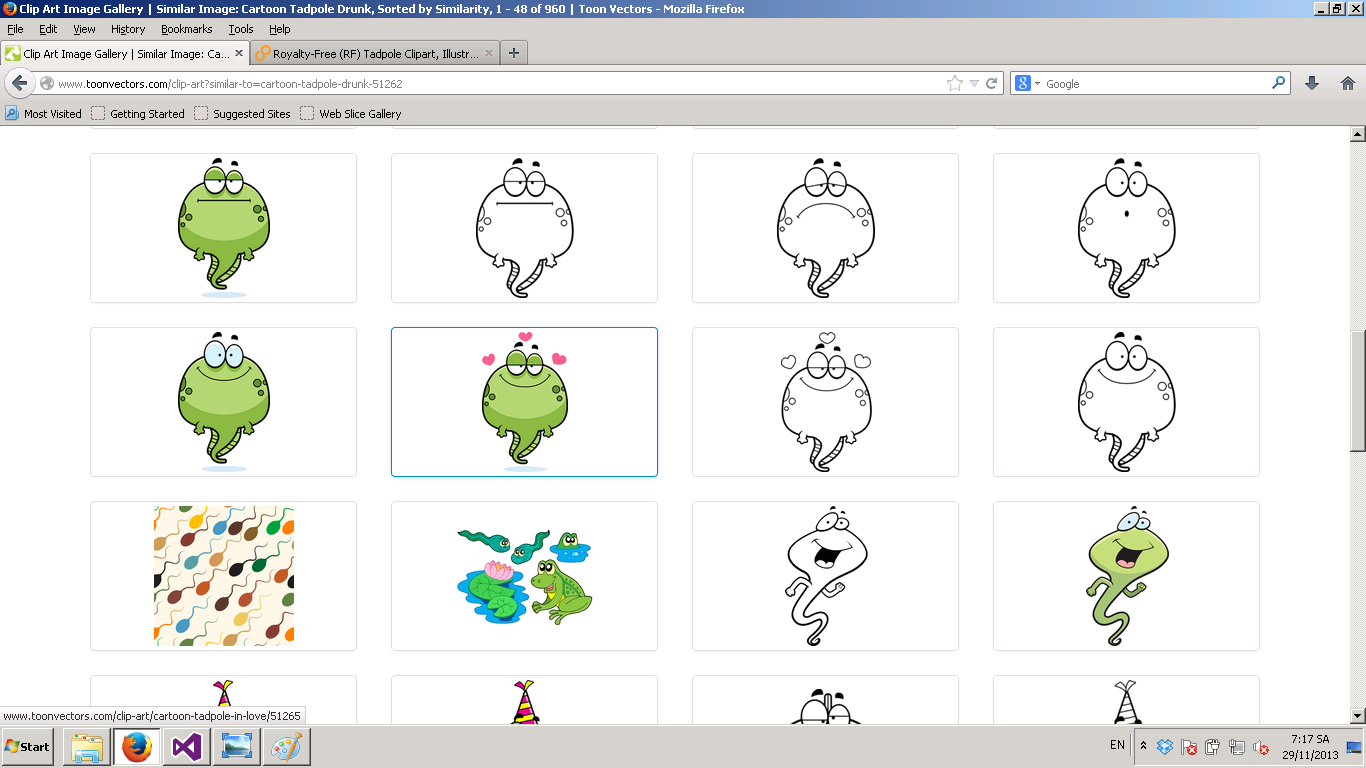 Clip Art Image Gallery | Similar Image: Cartoon Tadpole Drunk, Sorted by Similarity, 1 - 48 of 960 | Toon Vectors - Mozilla Firefox
File Edit View History Bookmarks Tools Help
Clip Art Image Gallery | Similar Image: Ca... Royalty-Free (RF) Tadpole Clipart, Illustr...
www.toonvectors.com/clip-art?similar-to=cartoon-tadpole-drunk-51262 Google
Most Visited Getting Started Suggested Sites Web Slice Gallery
www.toonvectors.com/clip-art/cartoon-tadpole-in-love/51265
Start EN 7:17 SA
29/11/2013